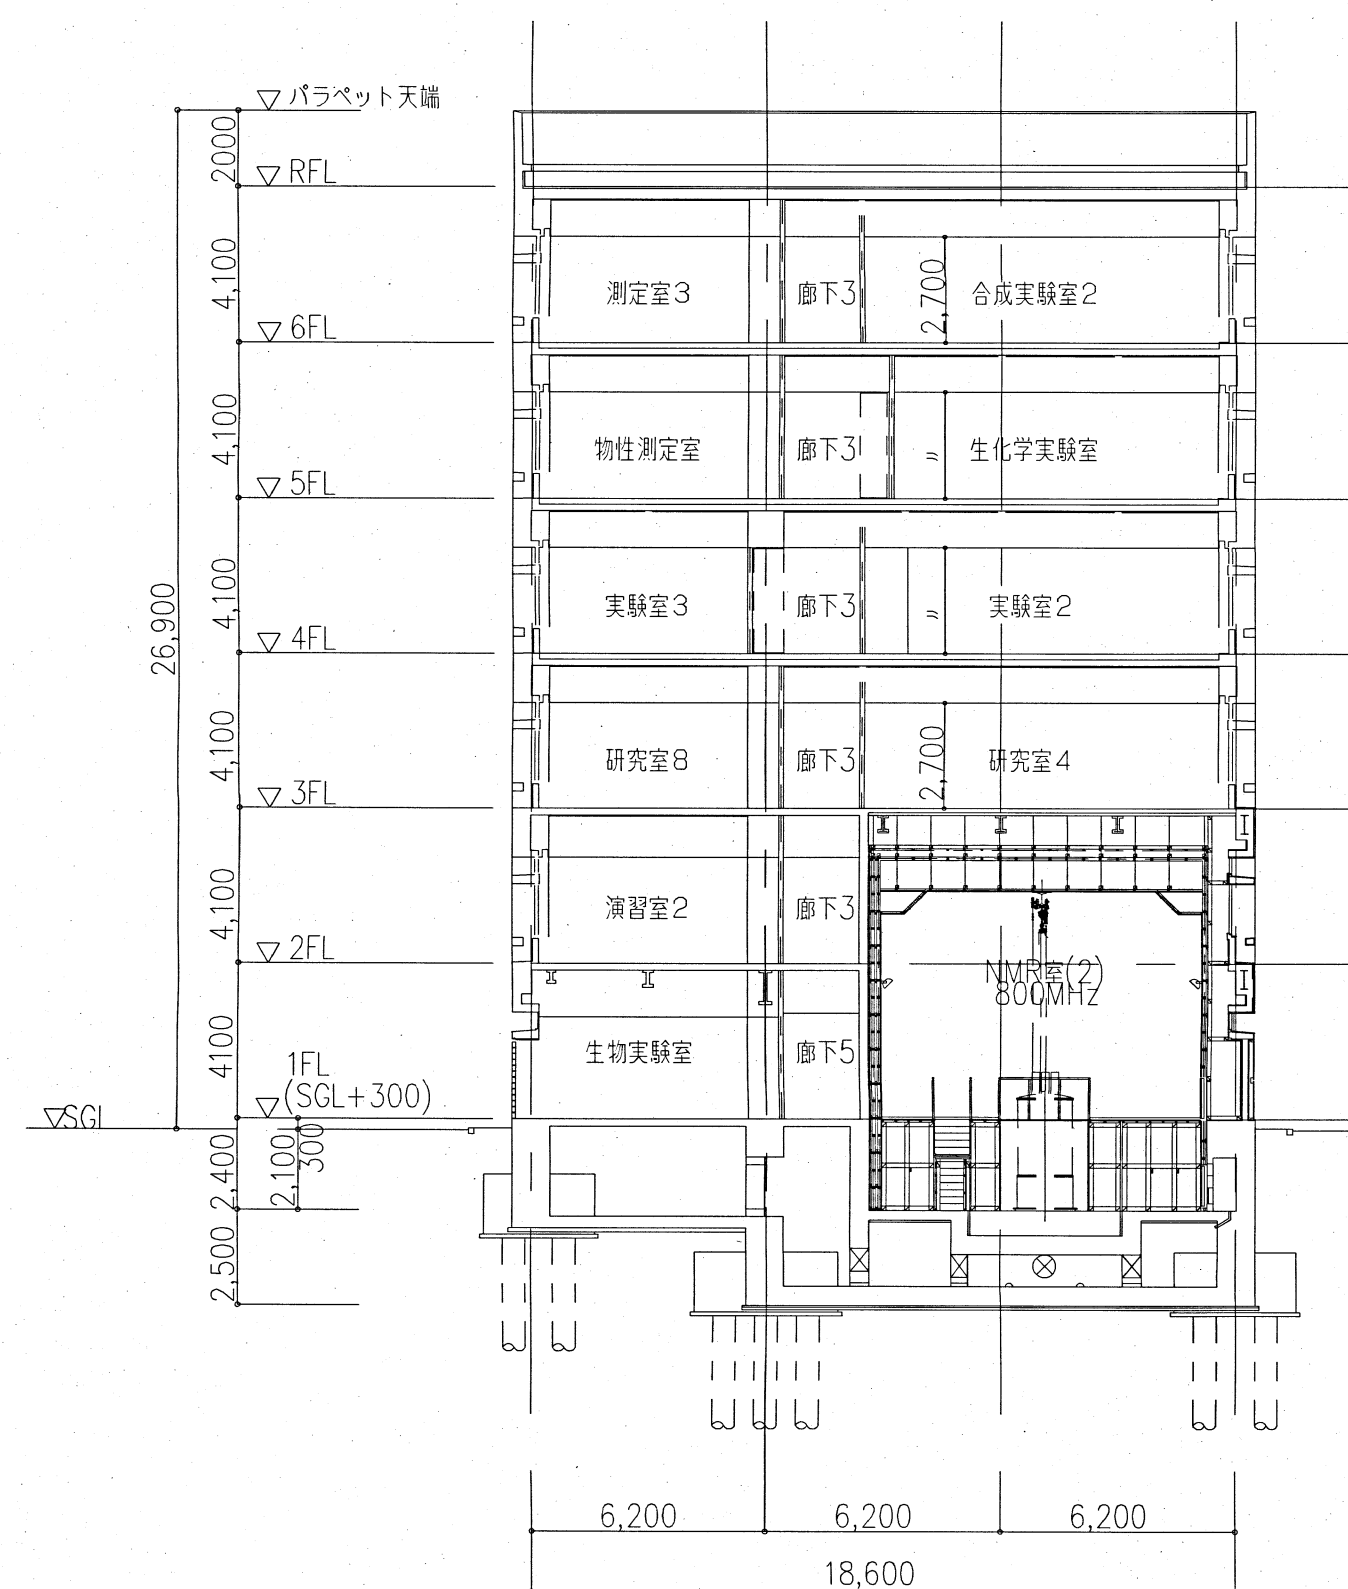 ▽パラペット天端
2000
▽RFL
4,100
測定室3
廊下3
2,700
合成実験室2
▽6FL
4,100
物性測定室
廊下3
〃
生化学実験室
▽5FL
4,100
実験室3
廊下3
〃
実験室2
▽4FL
26,900
4,100
研究室8
廊下3
2,700
研究室4
▽3FL
4,100
演習室2
廊下3
▽2FL
NMR室(2)
800MHZ
4100
生物実験室
廊下5
1FL
▽(SGL+300)
▽SGL
2,400
2,100
300
2,500
6,200
6,200
6,200
18,600